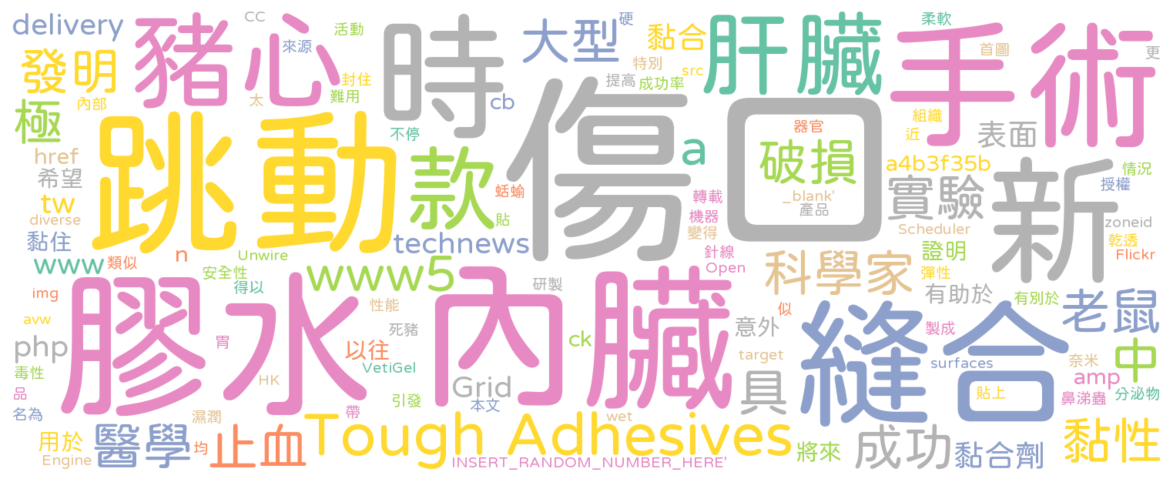 delivery
CC
來源
活動
大型
硬
黏合
柔軟
首圖
更
發明
豬心
時
肝臟
手術
特別
src
內部
太
封住
難用
提高
成功率
cb
極
不停
傷口
器官
組織
近
表面
跳動
款
a
破損
a4b3f35b
情況
授權
href
希望
蛞蝓
轉載
_blank'
產品
實驗
新
tw
貼
機器
變得
Scheduler
zoneid
diverse
黏住
n
technews
針線
證明
乾透
Flickr
www
類似
Unwire
安全性
www5
Open
科學家
彈性
img
得以
研製
有助於
有別於
老鼠
膠水
性能
內臟
似
縫合
avw
胃
死豬
意外
製成
中
php
以往
VetiGel
ck
target
surfaces
奈米
毒性
HK
Grid
具
amp
品
帶
引發
本文
貼上
鼻涕蟲
分泌物
名為
濕潤
wet
用於
醫學
均
止血
Tough Adhesives
將來
成功
黏合劑
黏性
Engine
INSERT_RANDOM_NUMBER_HERE'